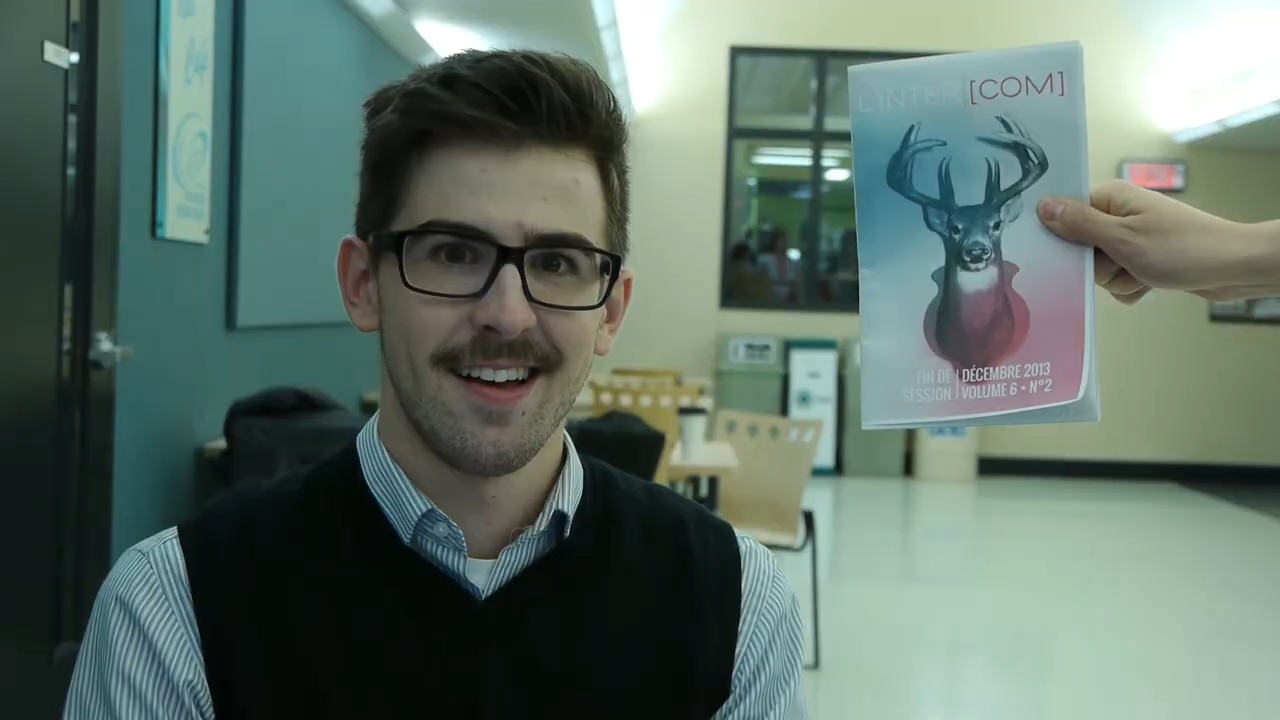 L'INTER [COM]
FIN DE | DÉCEMBRE 2013
SESSION | VOLUME 6 • N°2